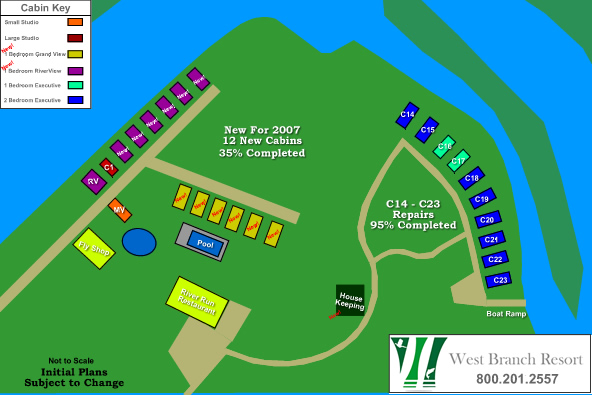 Cabin Key
Small Studio
Large Studio
New!
1 Bedroom Grand View
New!
1 Bedroom RiverView
1 Bedroom Executive
2 Bedroom Executive
New!
New!
New!
New!
New!
New!
C1
RV
MV
Fly Shop
New For 2007
12 New Cabins
35% Completed
New!
New!
New!
New!
New!
New!
Pool
River Run
Restaurant
C14
C15
C16
C17
C18
C19
C20
C21
C22
C23
C14 - C23
Repairs
95% Completed
House
Keeping
New!
Boat Ramp
Not to Scale
Initial Plans
Subject to Change
West Branch Resort
800.201.2557